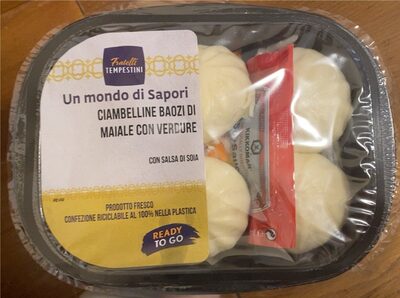 Fratelli
TEMPESTINI
Un mondo di Sapori
CIAMBELLINE BAOZI DI
MAIALE CON VERDURE
CON SALSA DI SOIA
PRODOTTO FRESCO
CONFEZIONE RICICLABILE AL 100% NELLA PLASTICA
READY
TO GO
KIKKOMAN